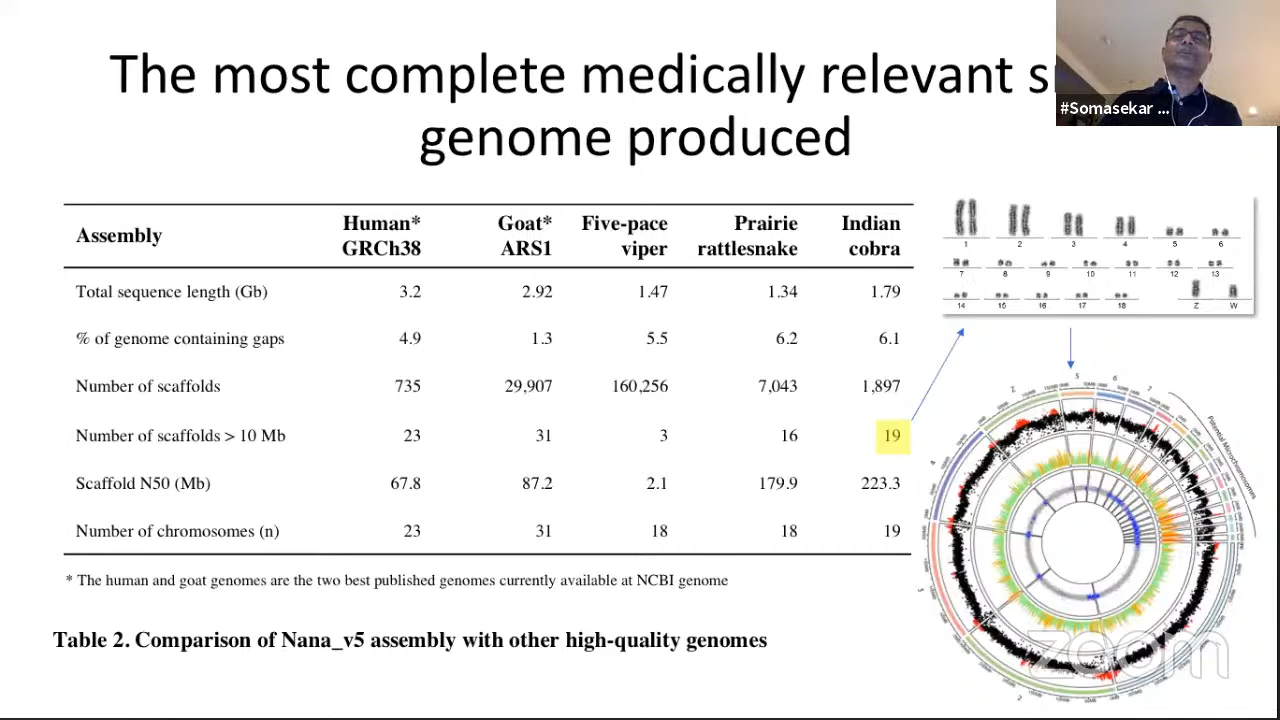 The most complete medically relevant
genome produced
#Somasekar ...
Assembly Human* GRCh38 Goat* ARS1 Five-pace viper Prairie rattlesnake Indian cobra
Total sequence length (Gb) 3.2 2.92 1.47 1.34 1.79
% of genome containing gaps 4.9 1.3 5.5 6.2 6.1
Number of scaffolds 735 29,907 160,256 7,043 1,897
Number of scaffolds > 10 Mb 23 31 3 16 19
Scaffold N50 (Mb) 67.8 87.2 2.1 179.9 223.3
Number of chromosomes (n) 23 31 18 18 19
* The human and goat genomes are the two best published genomes currently available at NCBI genome
Table 2. Comparison of Nana_v5 assembly with other high-quality genomes
1 2 3 4 5 6
7 8 9 10 11 12 13
14 15 16 17 18 Z W
Potential Microchromosomes
zoom